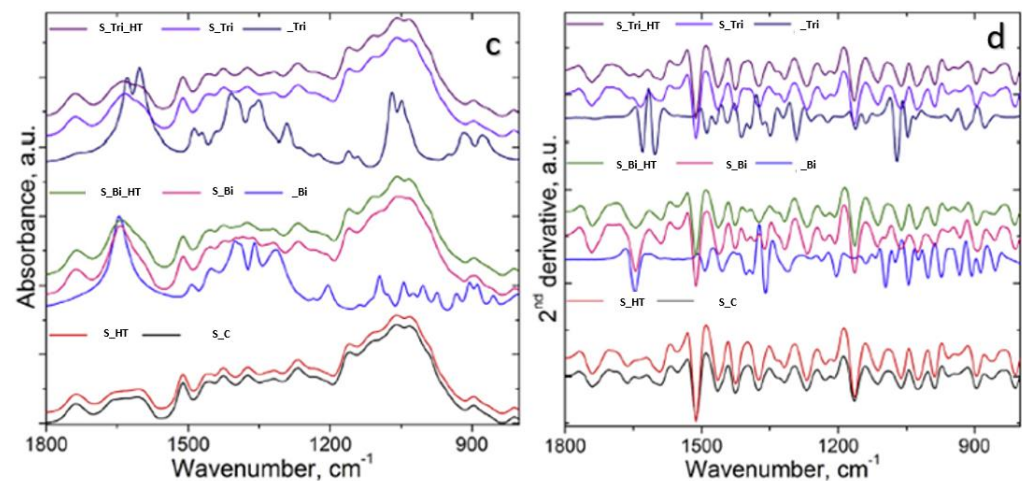 c
S_Tri_HT S_Tri _Tri
S_Bi_HT S_Bi _Bi
S_HT S_C
Absorbance, a.u.
1800 1500 1200 900
Wavenumber, cm-1
d
S_Tri_HT S_Tri _Tri
S_Bi_HT S_Bi _Bi
S_HT S_C
2nd derivative, a.u.
1800 1500 1200 900
Wavenumber, cm-1